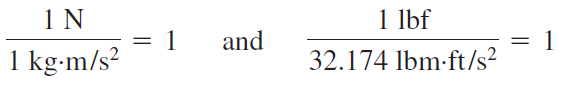 1 N / 1 kg·m/s² = 1 and 1 lbf / 32.174 lbm·ft/s² = 1